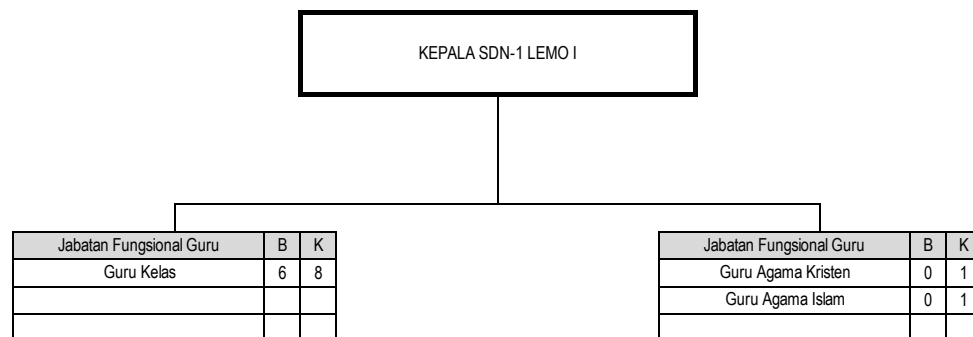 KEPALA SDN-1 LEMO I
Jabatan Fungsional Guru B K
Guru Kelas 6 8
Jabatan Fungsional Guru B K
Guru Agama Kristen 0 1
Guru Agama Islam 0 1